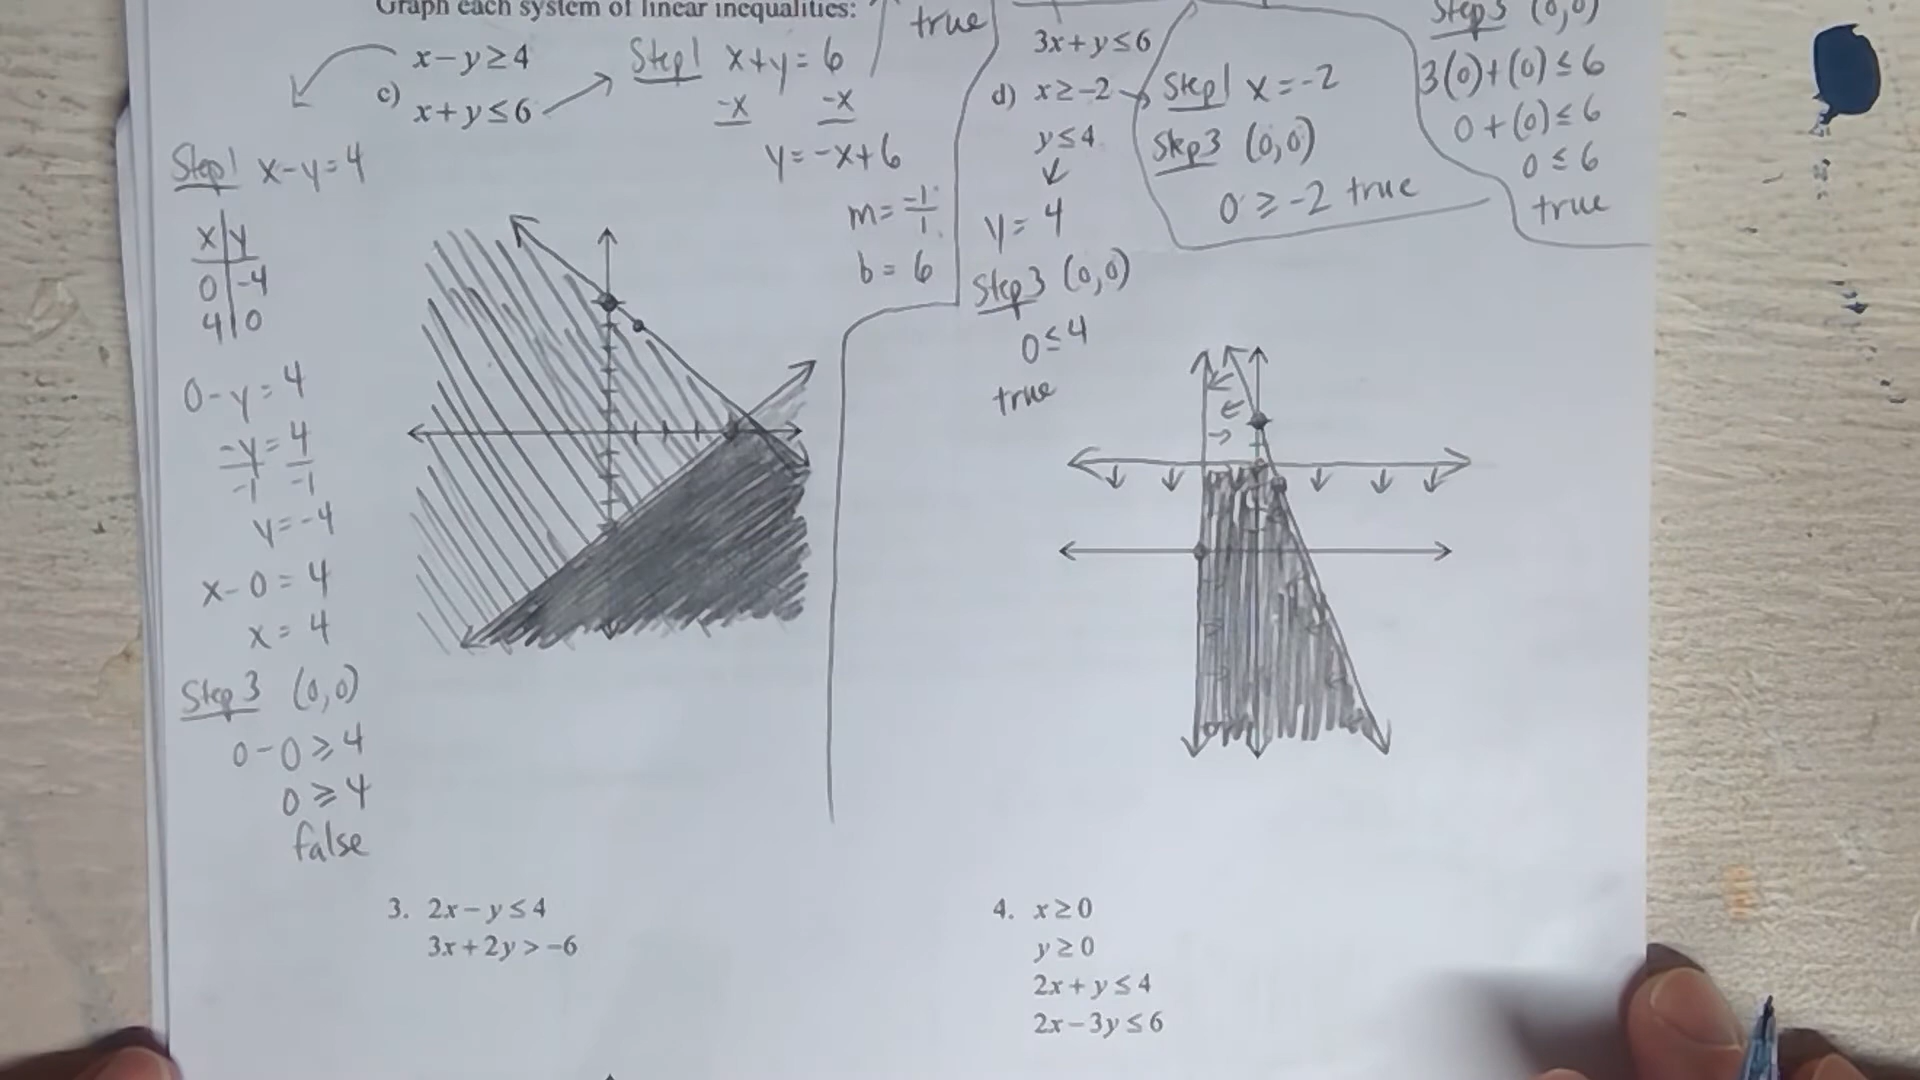 Graph each system of linear inequalities:
c) x − y ≥ 4
x + y ≤ 6
Step 1 x+y = 6
-x -x
y = -x+6
m = -1/1
b = 6
true
Step 1 x-y=4
x|y
0|-4
4|0
0-y=4
-y=4
-1 -1
y=-4
x-0=4
x=4
Step 3 (0,0)
0-0≥4
0≥4
false
3x + y ≤ 6
d) x ≥ −2
y ≤ 4
y = 4
Step 3 (0,0)
0≤4
true
Step 1 x=-2
Step 3 (0,0)
0≥-2 true
Step 3 (0,0)
3(0)+(0)≤6
0+(0)≤6
0≤6
true
3. 2x − y ≤ 4
3x + 2y > −6
4. x ≥ 0
y ≥ 0
2x + y ≤ 4
2x − 3y ≤ 6